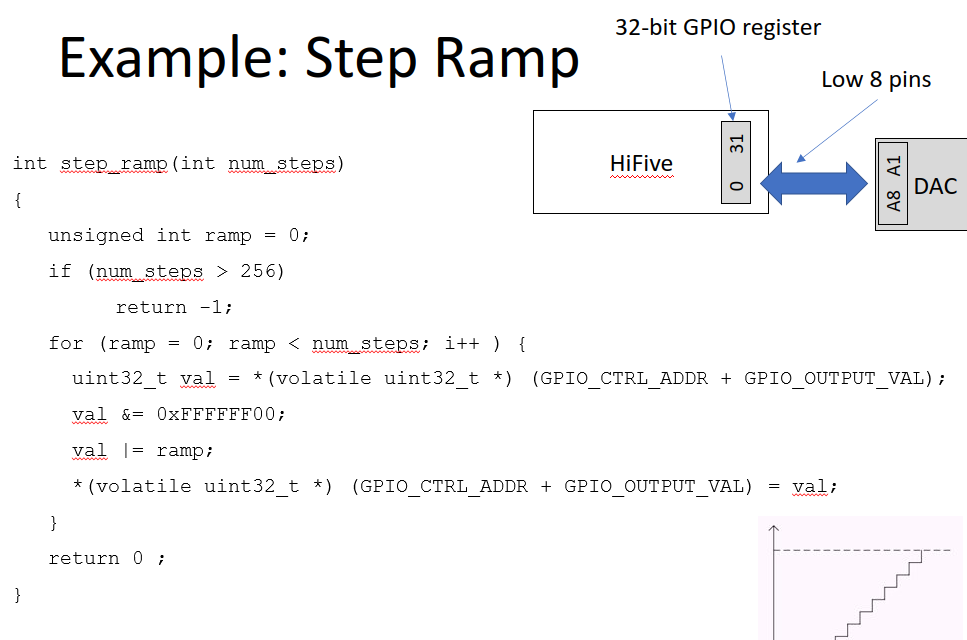 Example: Step Ramp
32-bit GPIO register
Low 8 pins
HiFive
0 31
A8 A1
DAC
int step_ramp(int num_steps)
{
unsigned int ramp = 0;
if (num_steps > 256)
return -1;
for (ramp = 0; ramp < num_steps; i++ ) {
uint32_t val = *(volatile uint32_t *) (GPIO_CTRL_ADDR + GPIO_OUTPUT_VAL);
val &= 0xFFFFFF00;
val |= ramp;
*(volatile uint32_t *) (GPIO_CTRL_ADDR + GPIO_OUTPUT_VAL) = val;
}
return 0 ;
}